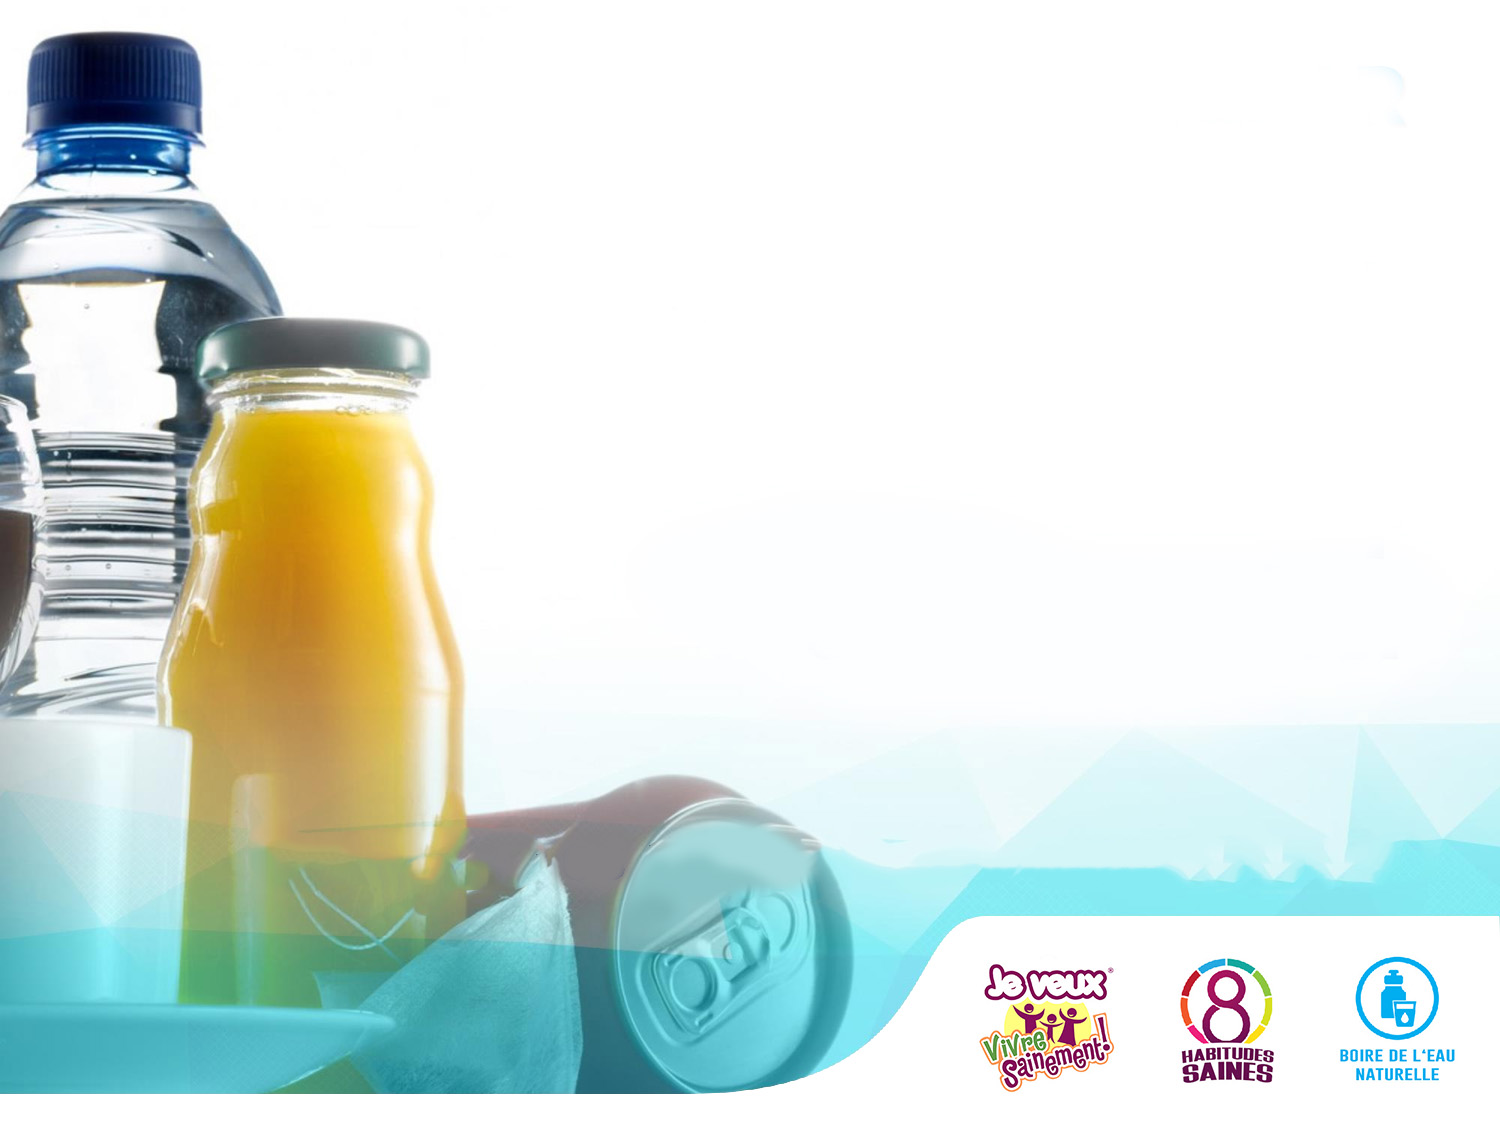 Je veux
Vivre
Sainement!
8
HABITUDES
SAINES
BOIRE DE L'EAU
NATURELLE